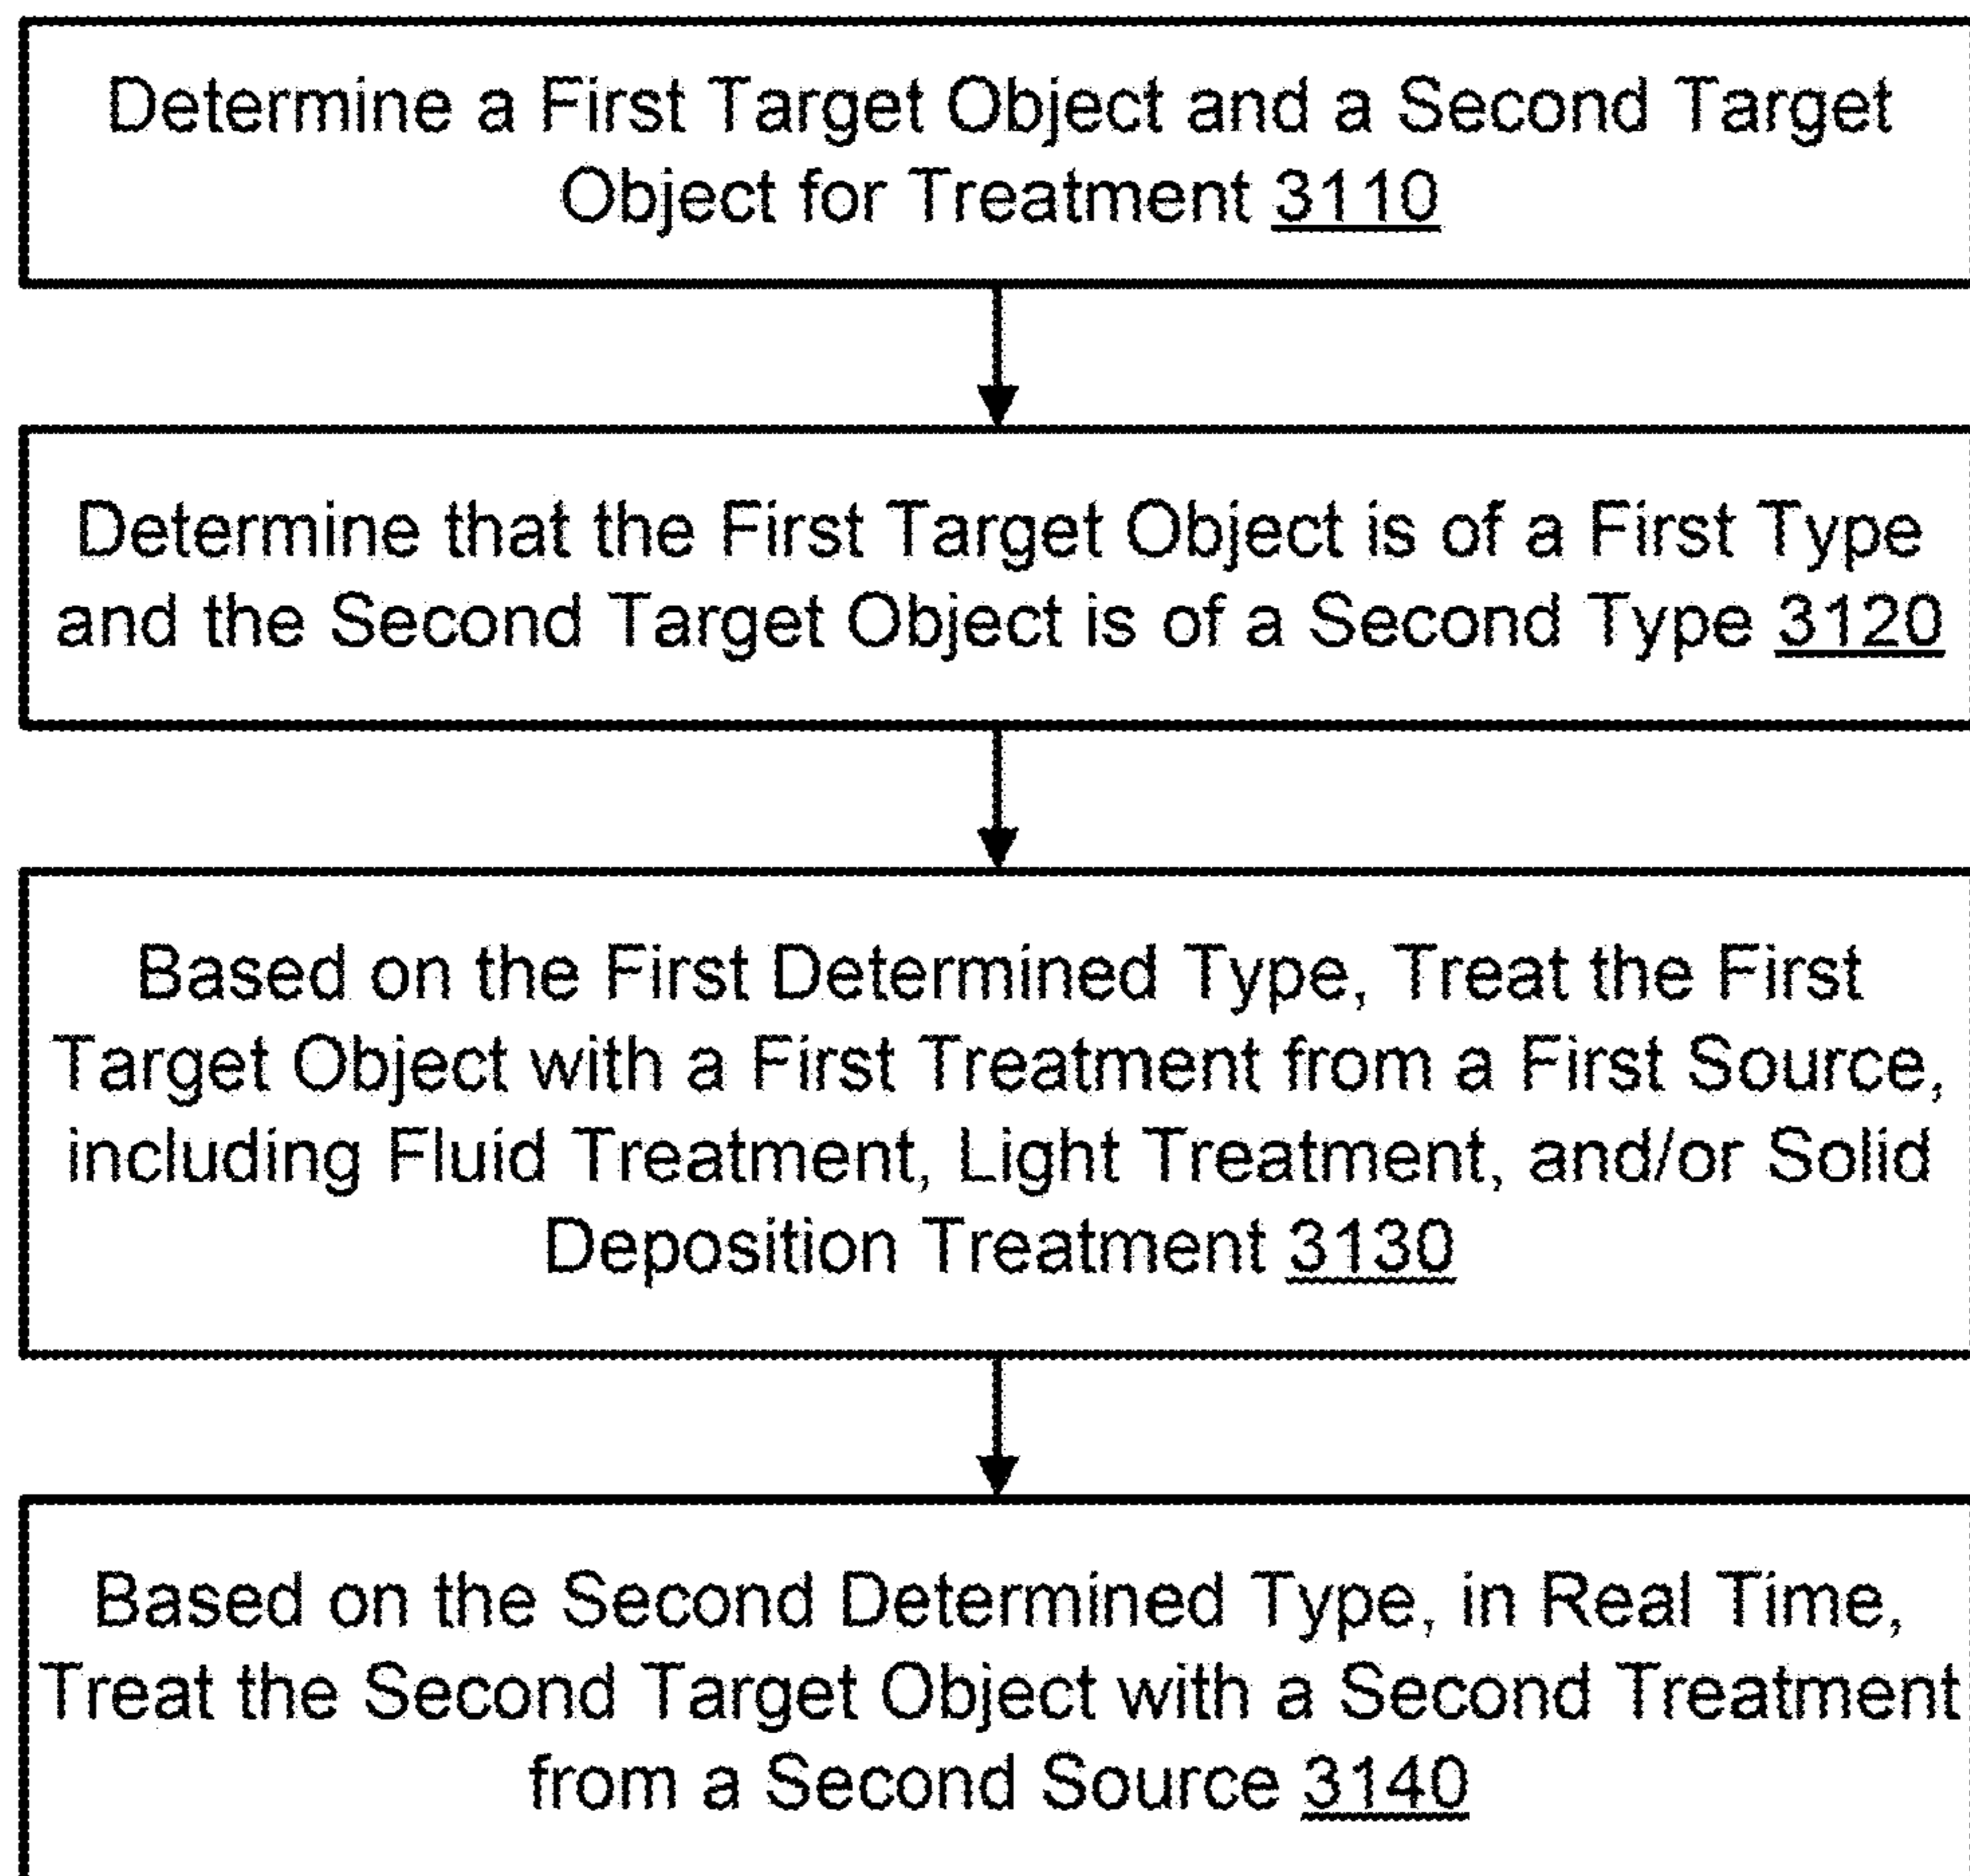 Determine a First Target Object and a Second Target
Object for Treatment 3110
Determine that the First Target Object is of a First Type
and the Second Target Object is of a Second Type 3120
Based on the First Determined Type, Treat the First
Target Object with a First Treatment from a First Source,
including Fluid Treatment, Light Treatment, and/or Solid
Deposition Treatment 3130
Based on the Second Determined Type, in Real Time,
Treat the Second Target Object with a Second Treatment
from a Second Source 3140